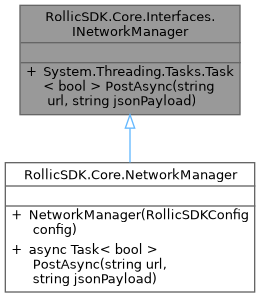 RollicSDK.Core.Interfaces.
INetworkManager
+ System.Threading.Tasks.Task
< bool > PostAsync(string
url, string jsonPayload)
RollicSDK.Core.NetworkManager
+ NetworkManager(RollicSDKConfig
config)
+ async Task< bool >
PostAsync(string url,
string jsonPayload)